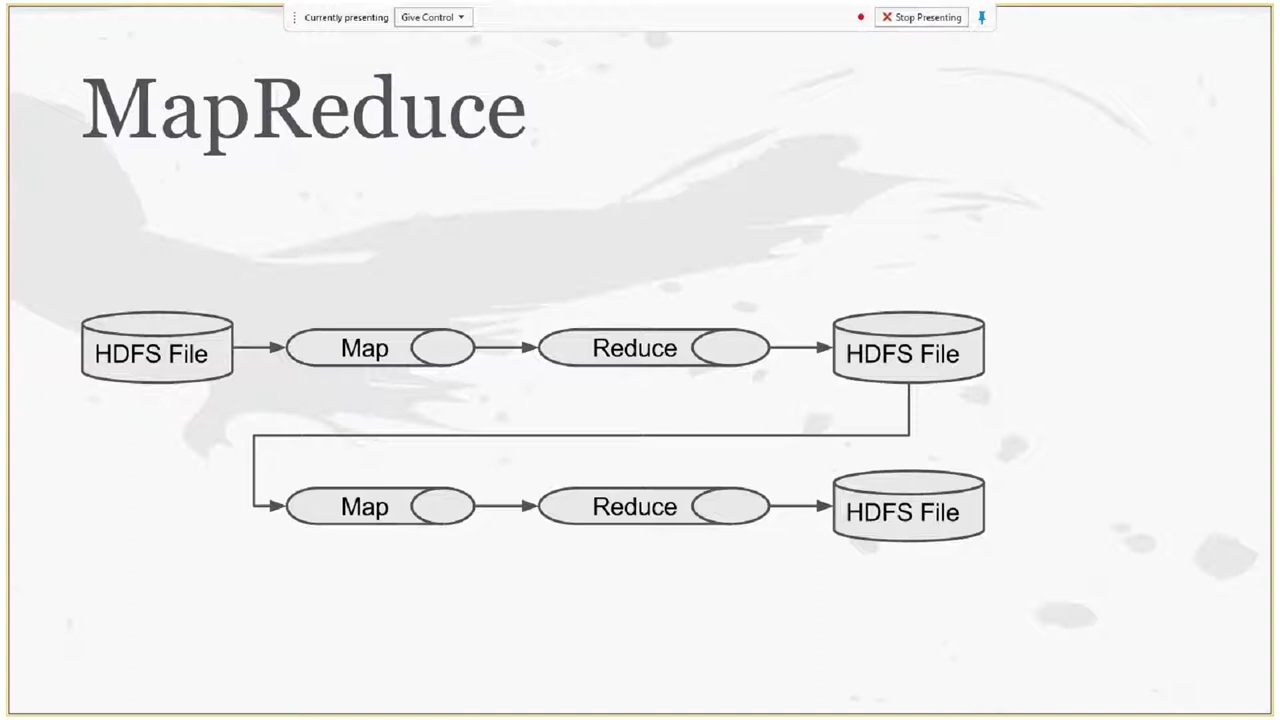 Currently presenting Give Control Stop Presenting
MapReduce
HDFS File Map Reduce HDFS File
Map Reduce HDFS File